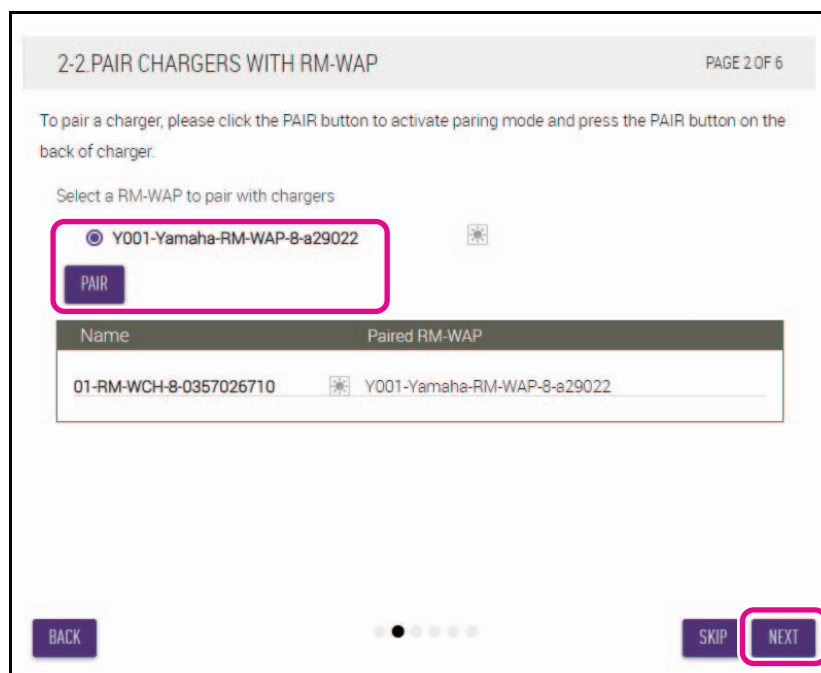 2-2.PAIR CHARGERS WITH RM-WAP PAGE 2 OF 6
To pair a charger, please click the PAIR button to activate paring mode and press the PAIR button on the
back of charger.
Select a RM-WAP to pair with chargers
Y001-Yamaha-RM-WAP-8-a29022
PAIR
Name Paired RM-WAP
01-RM-WCH-8-0357026710 Y001-Yamaha-RM-WAP-8-a29022
BACK SKIP NEXT